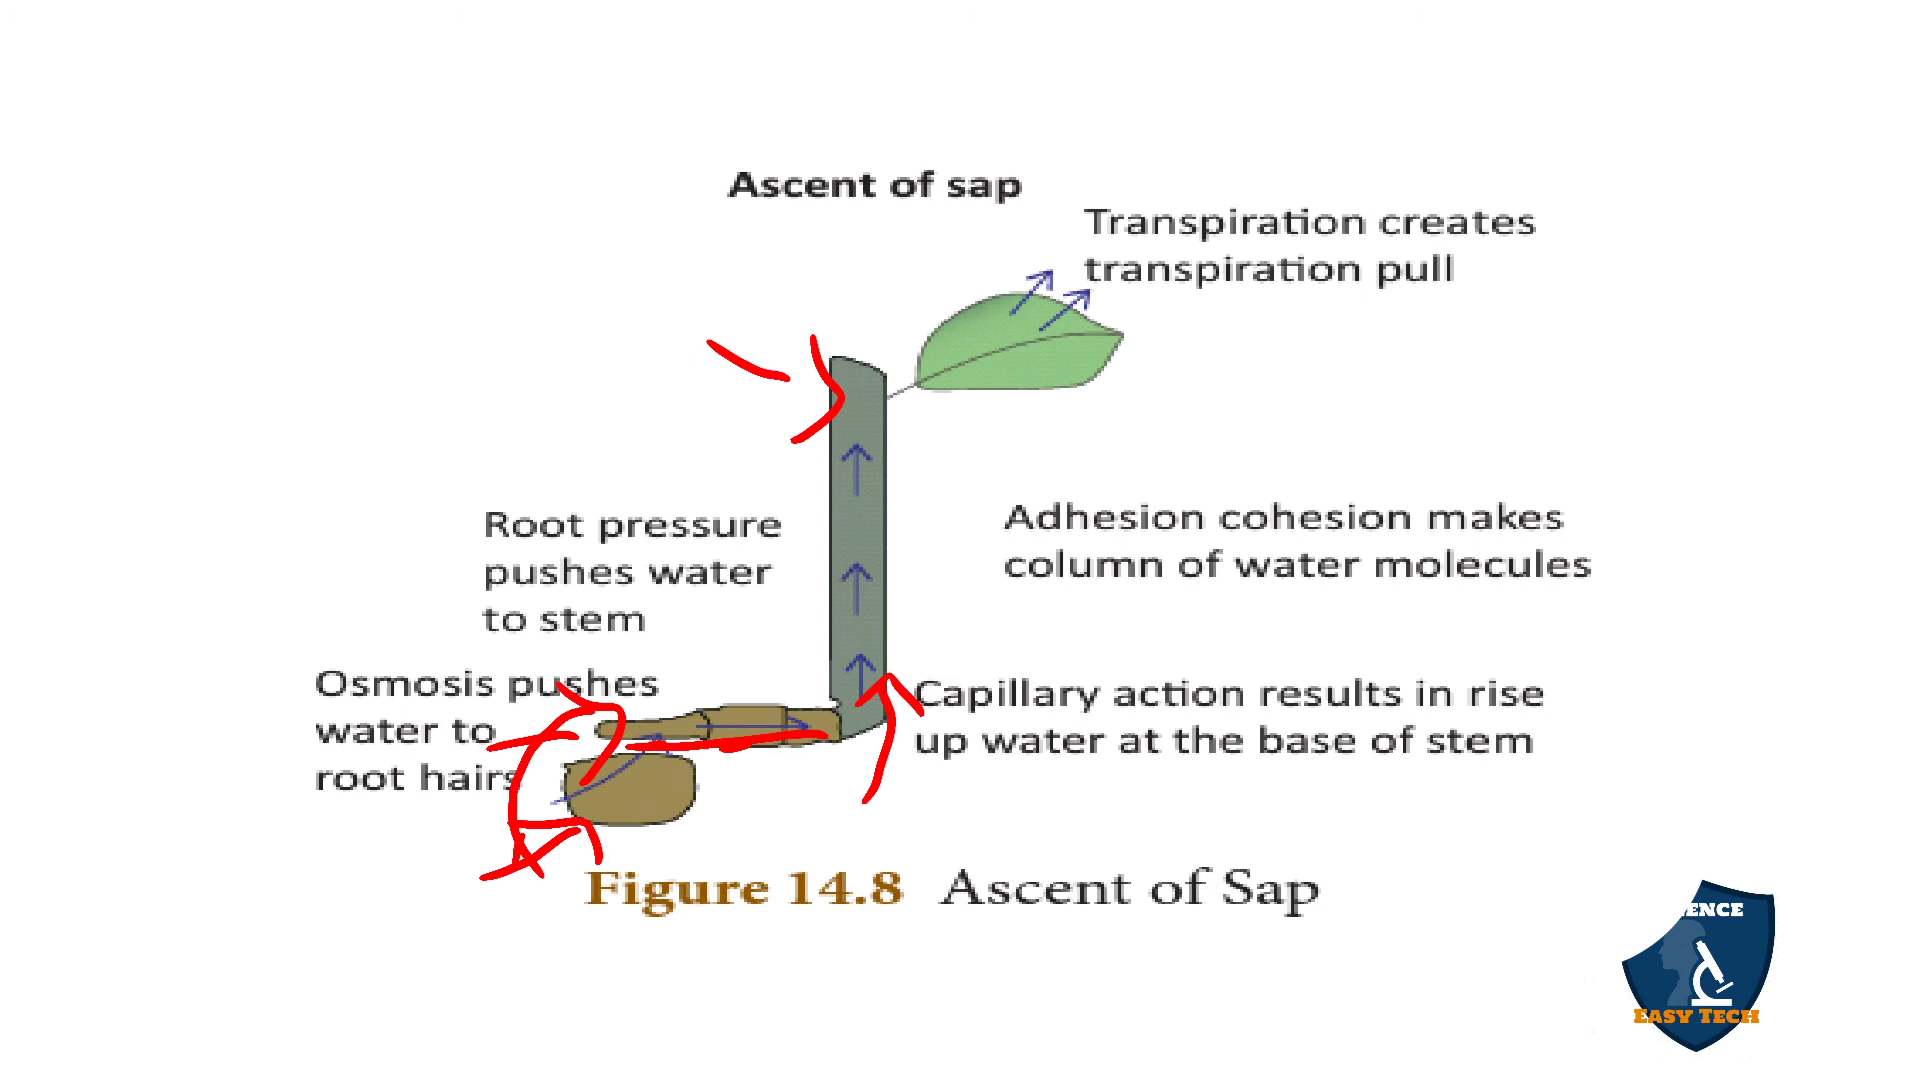 Ascent of sap
Transpiration creates
transpiration pull
Root pressure
pushes water
to stem
Adhesion cohesion makes
column of water molecules
Osmosis pushes
water to
root hairs
Capillary action results in rise
up water at the base of stem
Figure 14.8 Ascent of Sap
IENCE
EASY TECH